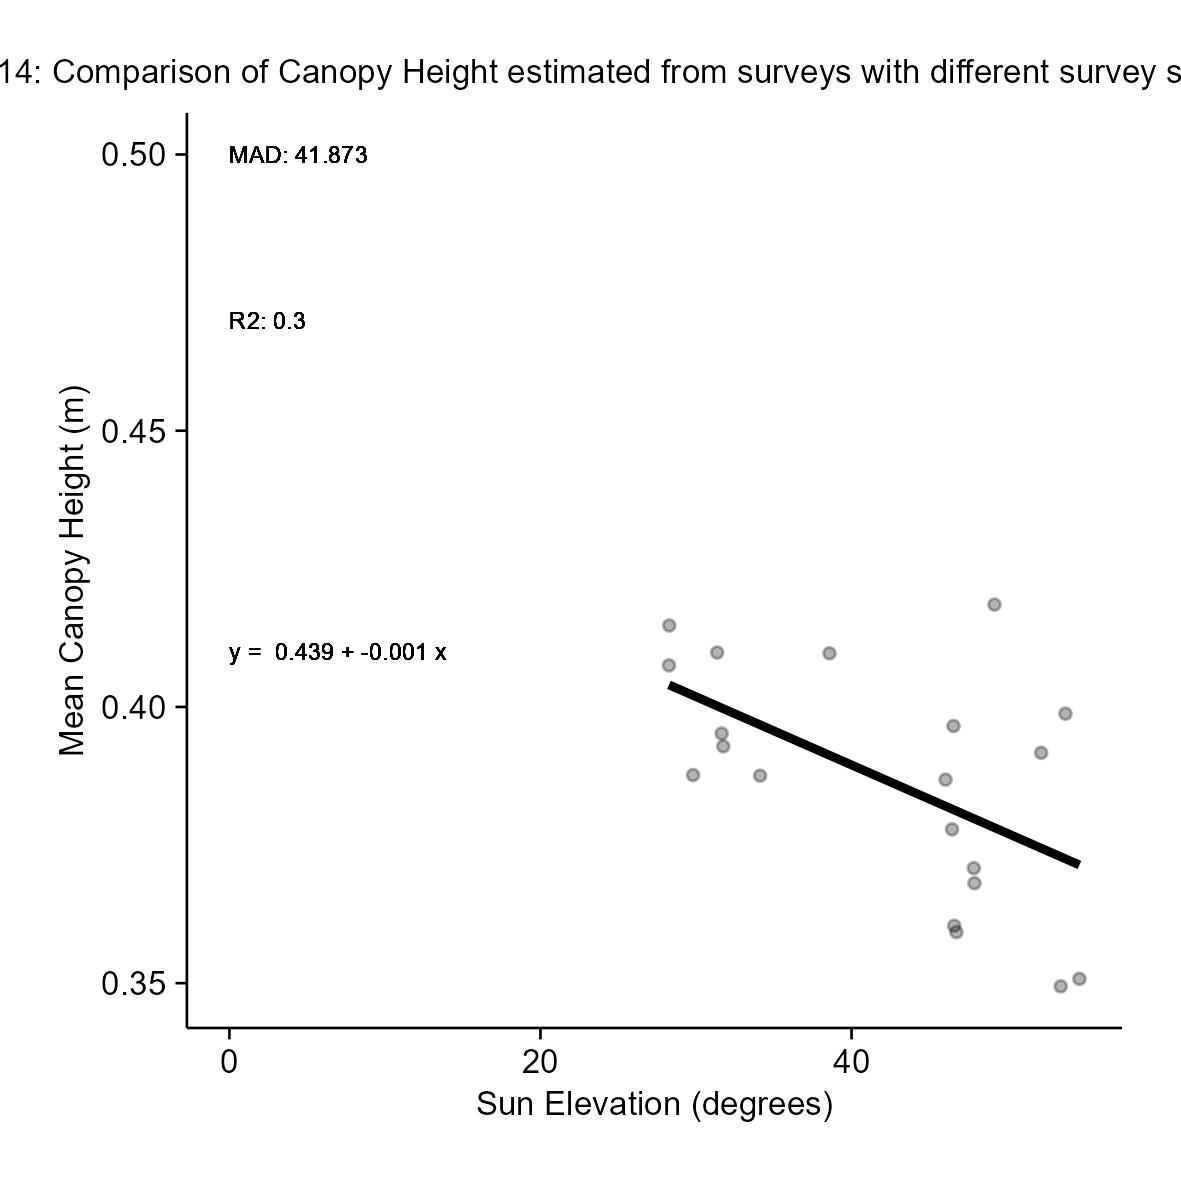 14: Comparison of Canopy Height estimated from surveys with different survey s
0.50
MAD: 41.873
R2: 0.3
0.45
y = 0.439 + -0.001 x
0.40
0.35
Mean Canopy Height (m)
0 20 40
Sun Elevation (degrees)